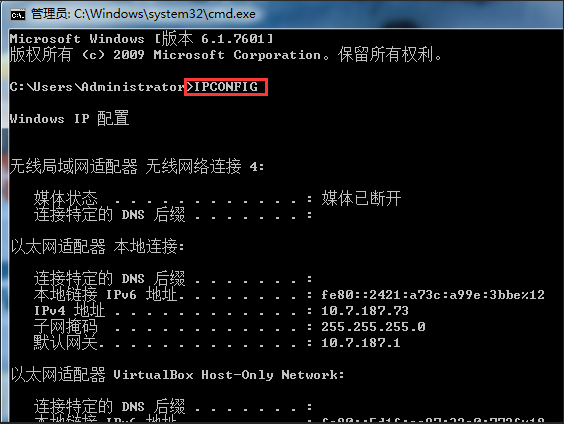 管理员: C:\Windows\system32\cmd.exe
Microsoft Windows [版本 6.1.7601]
版权所有 (c) 2009 Microsoft Corporation。保留所有权利。
C:\Users\Administrator>IPCONFIG
Windows IP 配置
无线局域网适配器 无线网络连接 4:
媒体状态 . . . . . . . . . . . . : 媒体已断开
连接特定的 DNS 后缀 . . . . . . . :
以太网适配器 本地连接:
连接特定的 DNS 后缀 . . . . . . . :
本地链接 IPv6 地址. . . . . . . . : fe80::2421:a73c:a99e:3bbe%12
IPv4 地址 . . . . . . . . . . . . : 10.7.187.73
子网掩码 . . . . . . . . . . . . : 255.255.255.0
默认网关. . . . . . . . . . . . . : 10.7.187.1
以太网适配器 VirtualBox Host-Only Network:
连接特定的 DNS 后缀 . . . . . . . :
本地链接 IPv6 地址. . . . . . . . :